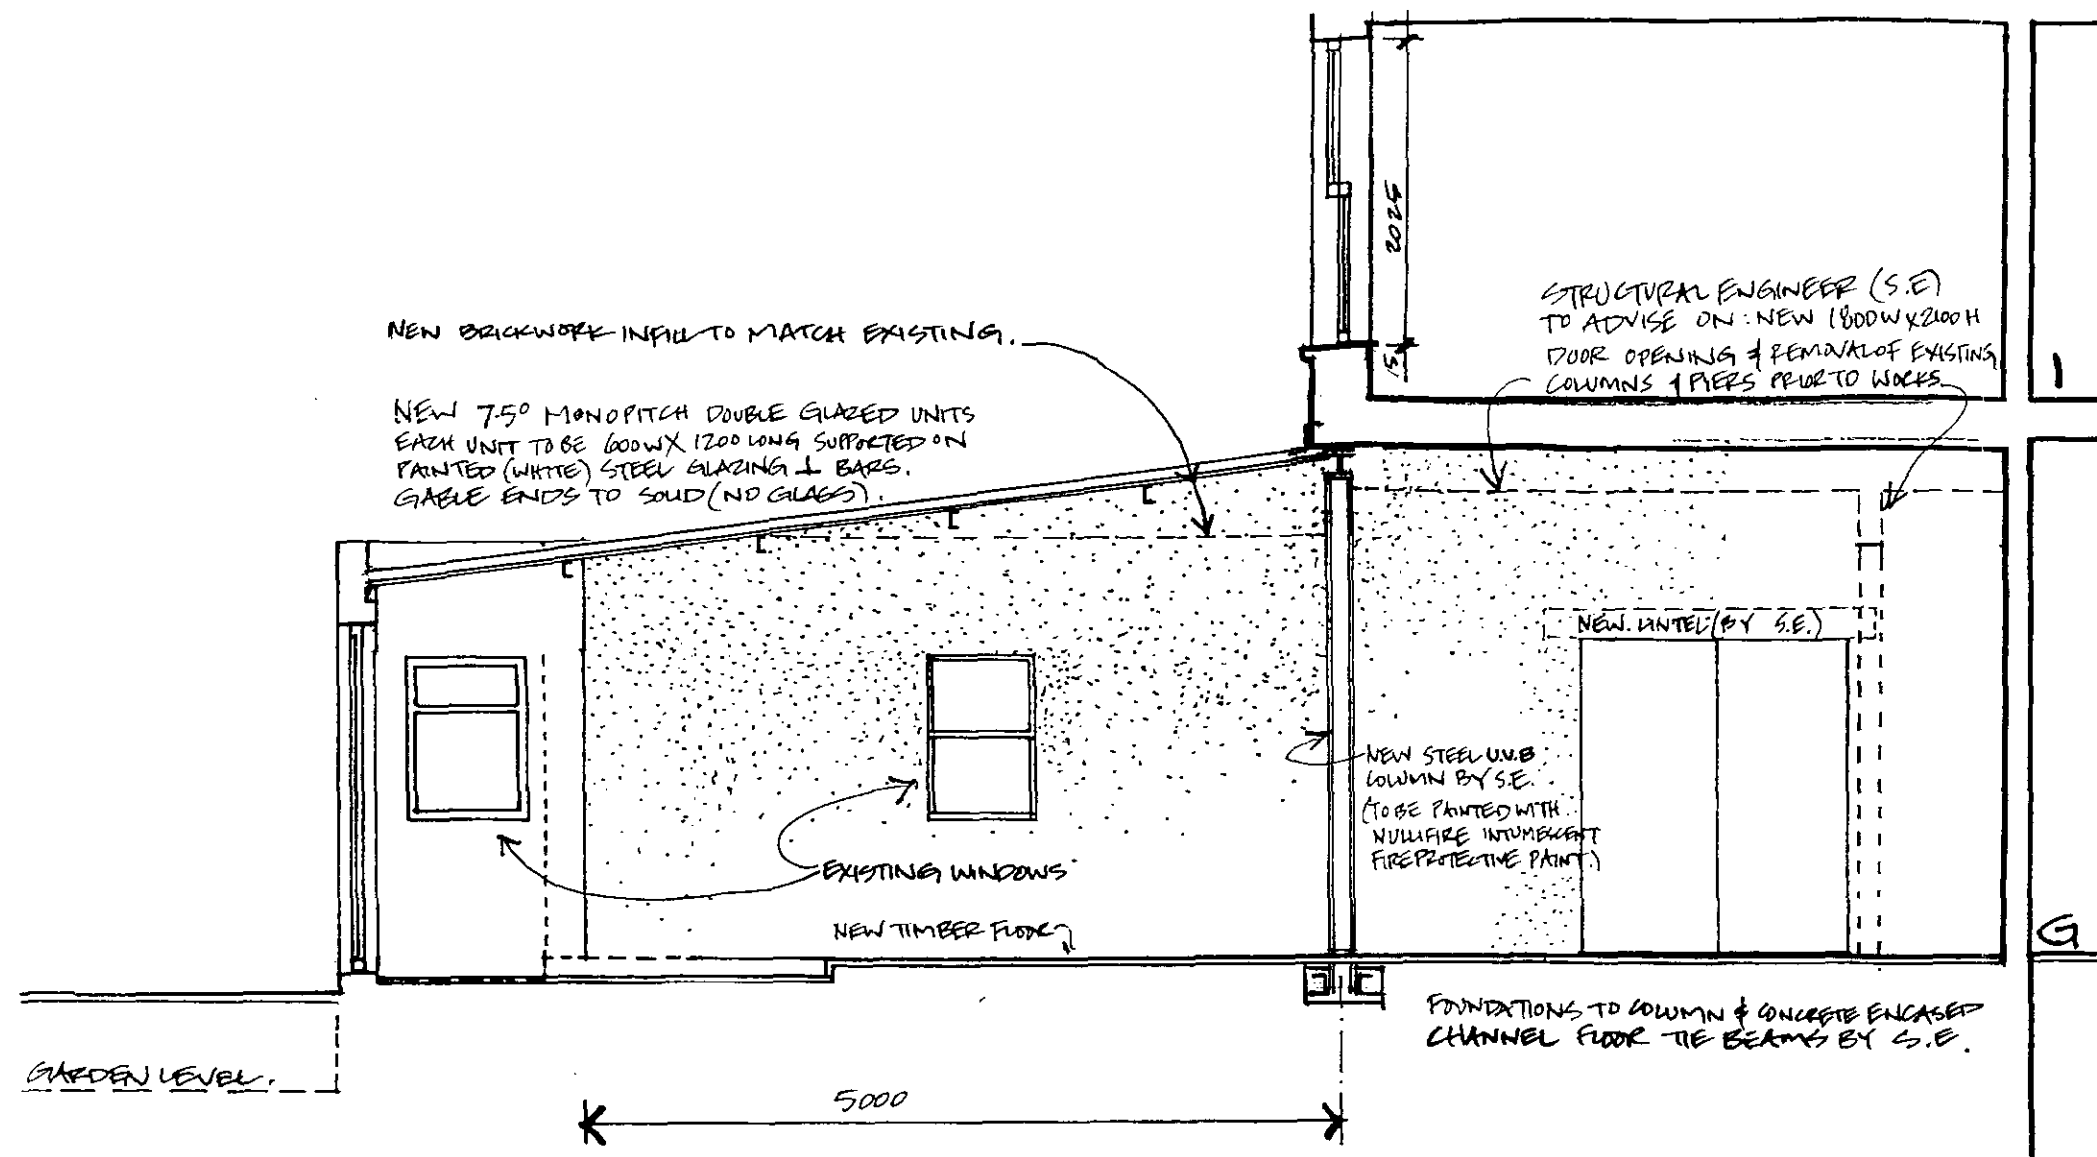 2025
15
STRUCTURAL ENGINEER (S.E)
TO ADVISE ON: NEW 1800W X 2100H
DOOR OPENING & REMOVAL OF EXISTING
COLUMNS & PIERS PRIOR TO WORKS.
1
NEW BRICKWORK INFILL TO MATCH EXISTING.
NEW 7.5° MONOPITCH DOUBLE GLAZED UNITS
EACH UNIT TO BE 600W X 1200 LONG SUPPORTED ON
PAINTED (WHITE) STEEL GLAZING ⊥ BARS.
GABLE ENDS TO SOLID (NO GLASS).
NEW LINTEL (BY S.E.)
NEW STEEL
COLUMN BY S.E.
(TO BE PAINTED WITH
NULLIFIRE INTUMESCENT
FIREPROTECTIVE PAINT.)
EXISTING WINDOWS
NEW TIMBER FLOOR
G
FOUNDATIONS TO COLUMN & CONCRETE ENCASED
CHANNEL FLOOR TIE BEAMS BY S.E.
GARDEN LEVEL.
5000